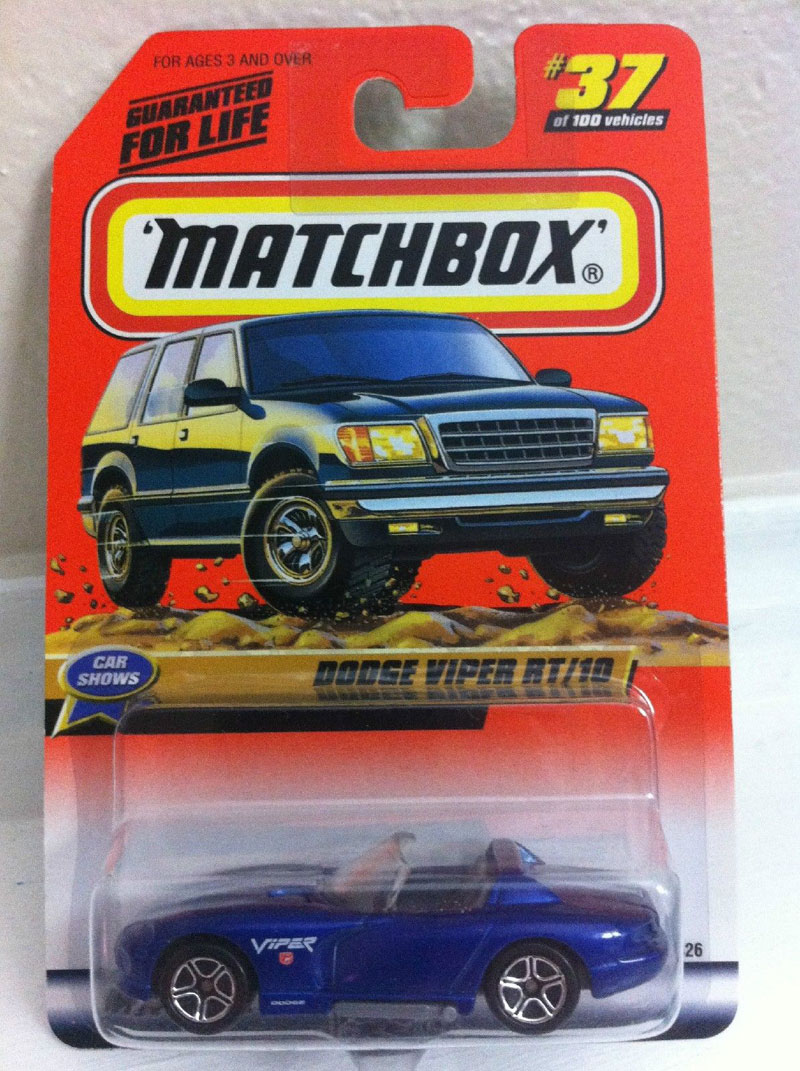 FOR AGES 3 AND OVER
GUARANTEED
FOR LIFE
#37
of 100 vehicles
'MATCHBOX'®
CAR
SHOWS
DODGE VIPER RT/10
VIPER
DODGE
26